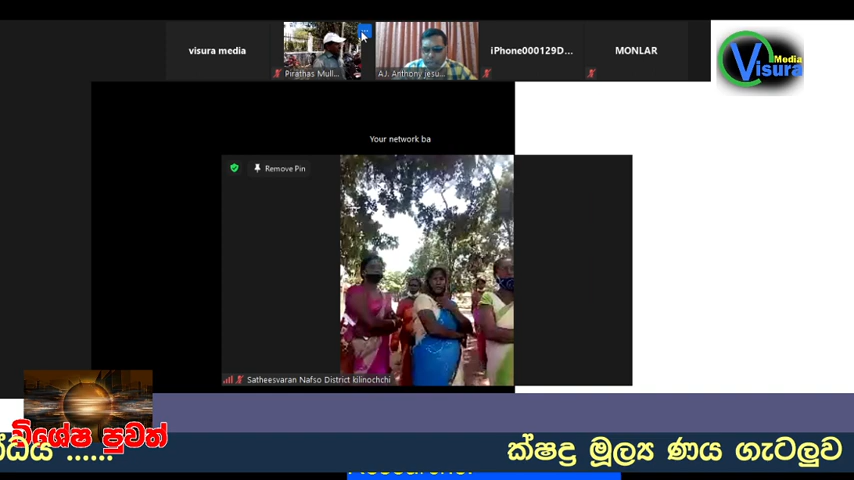 visura media
Pirathas Mull...
A.J. Anthony jesu...
iPhone000129D...
MONLAR
Visura
Media
Your network ba
Remove Pin
Satheesvaran Nafso District kilinochchi
විශේෂ පුවත්
...... ක්ෂද්‍ර මූල්‍ය ණය ගැටලුව